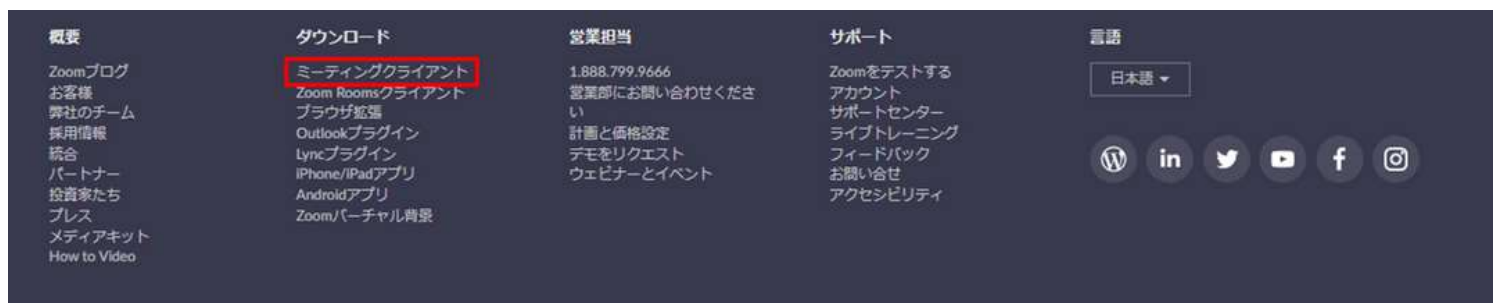 概要
Zoomブログ
お客様
弊社のチーム
採用情報
統合
パートナー
投資家たち
プレス
メディアキット
How to Video
ダウンロード
ミーティングクライアント
Zoom Roomsクライアント
ブラウザ拡張
Outlookプラグイン
Lyncプラグイン
iPhone/iPadアプリ
Androidアプリ
Zoomバーチャル背景
営業担当
1.888.799.9666
営業部にお問い合わせくださ
い
計画と価格設定
デモをリクエスト
ウェビナーとイベント
サポート
Zoomをテストする
アカウント
サポートセンター
ライブトレーニング
フィードバック
お問い合せ
アクセシビリティ
言語
日本語